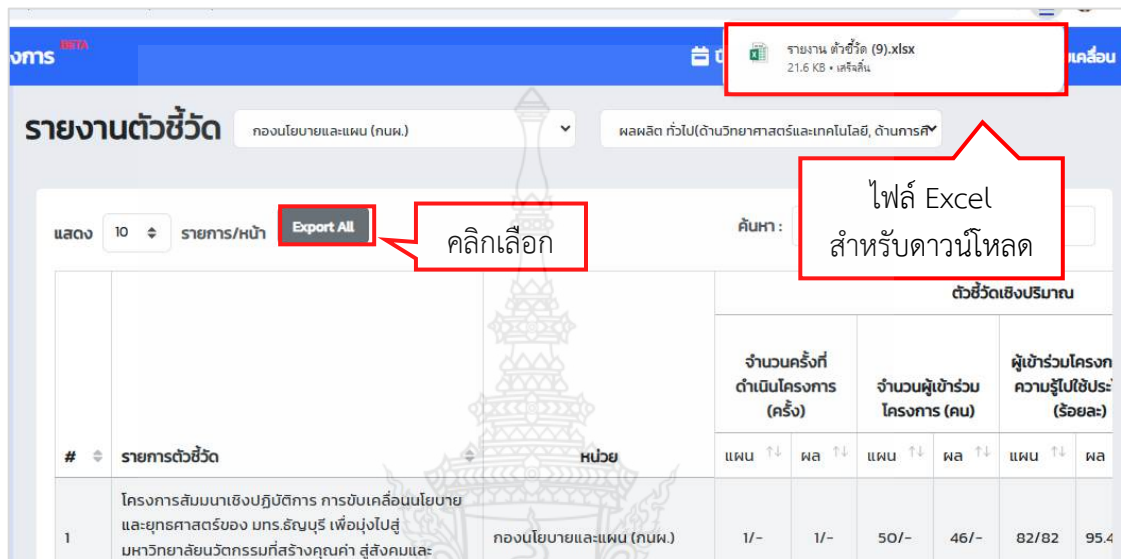 BETA
งการ
รายงาน ตัวชี้วัด (9).xlsx
21.6 KB • เสร็จสิ้น
เคลื่อน
รายงานตัวชี้วัด
กองนโยบายและแผน (กนผ.)
ผลผลิต ทั่วไป(ด้านวิทยาศาสตร์และเทคโนโลยี, ด้านการศึ
ไฟล์ Excel
สำหรับดาวน์โหลด
แสดง 10 รายการ/หน้า Export All
คลิกเลือก
ค้นหา :
ตัวชี้วัดเชิงปริมาณ
จำนวนครั้งที่
ดำเนินโครงการ
(ครั้ง)
จำนวนผู้เข้าร่วม
โครงการ (คน)
ผู้เข้าร่วมโครงก
ความรู้ไปใช้ประ
(ร้อยละ)
# รายการตัวชี้วัด หน่วย แผน ผล แผน ผล แผน ผล
โครงการสัมมนาเชิงปฏิบัติการ การขับเคลื่อนนโยบาย
และยุทธศาสตร์ของ มทร.ธัญบุรี เพื่อมุ่งไปสู่
มหาวิทยาลัยนวัตกรรมที่สร้างคุณค่า สู่สังคมและ
1 กองนโยบายและแผน (กนผ.) 1/- 1/- 50/- 46/- 82/82 95.4